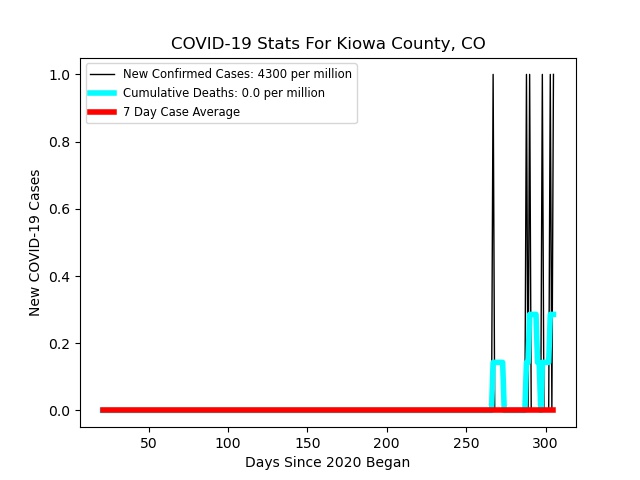 COVID-19 Stats For Kiowa County, CO
New Confirmed Cases: 4300 per million
Cumulative Deaths: 0.0 per million
7 Day Case Average
1.0
0.8
0.6
0.4
0.2
0.0
New COVID-19 Cases
50 100 150 200 250 300
Days Since 2020 Began